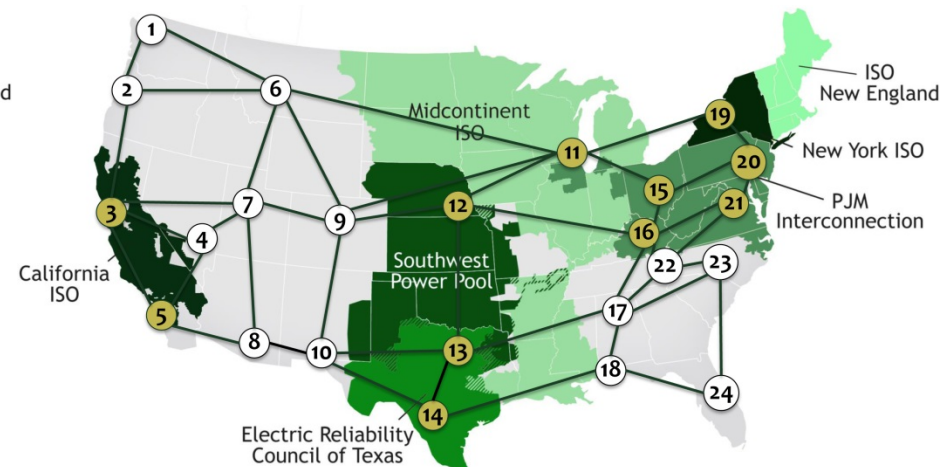 1
ISO
New England
2
d
6
Midcontinent
ISO
19
New York ISO
11
20
15
PJM
Interconnection
7
12
21
3
9
4
16
California
ISO
Southwest
Power Pool
22
23
5
17
8
10
13
18
24
14
Electric Reliability
Council of Texas